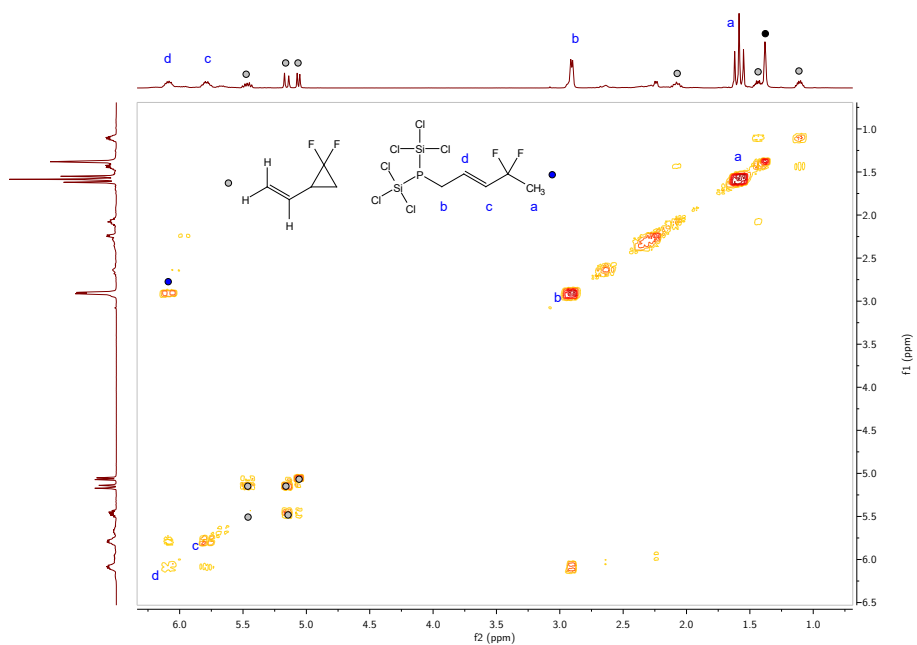 d c b a
Cl
Cl Si Cl
Cl
Si P
Cl Cl
d F F
CH3
b c a
H F F
H
H
a
b
c
d
1.0
1.5
2.0
2.5
3.0
3.5
4.0
4.5
5.0
5.5
6.0
6.5
f1 (ppm)
6.0 5.5 5.0 4.5 4.0 3.5 3.0 2.5 2.0 1.5 1.0
f2 (ppm)